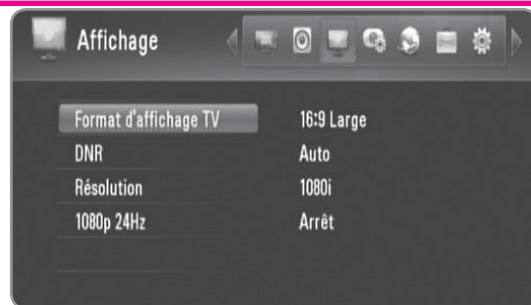 Affichage
Format d'affichage TV 16:9 Large
DNR Auto
Résolution 1080i
1080p 24Hz Arrêt